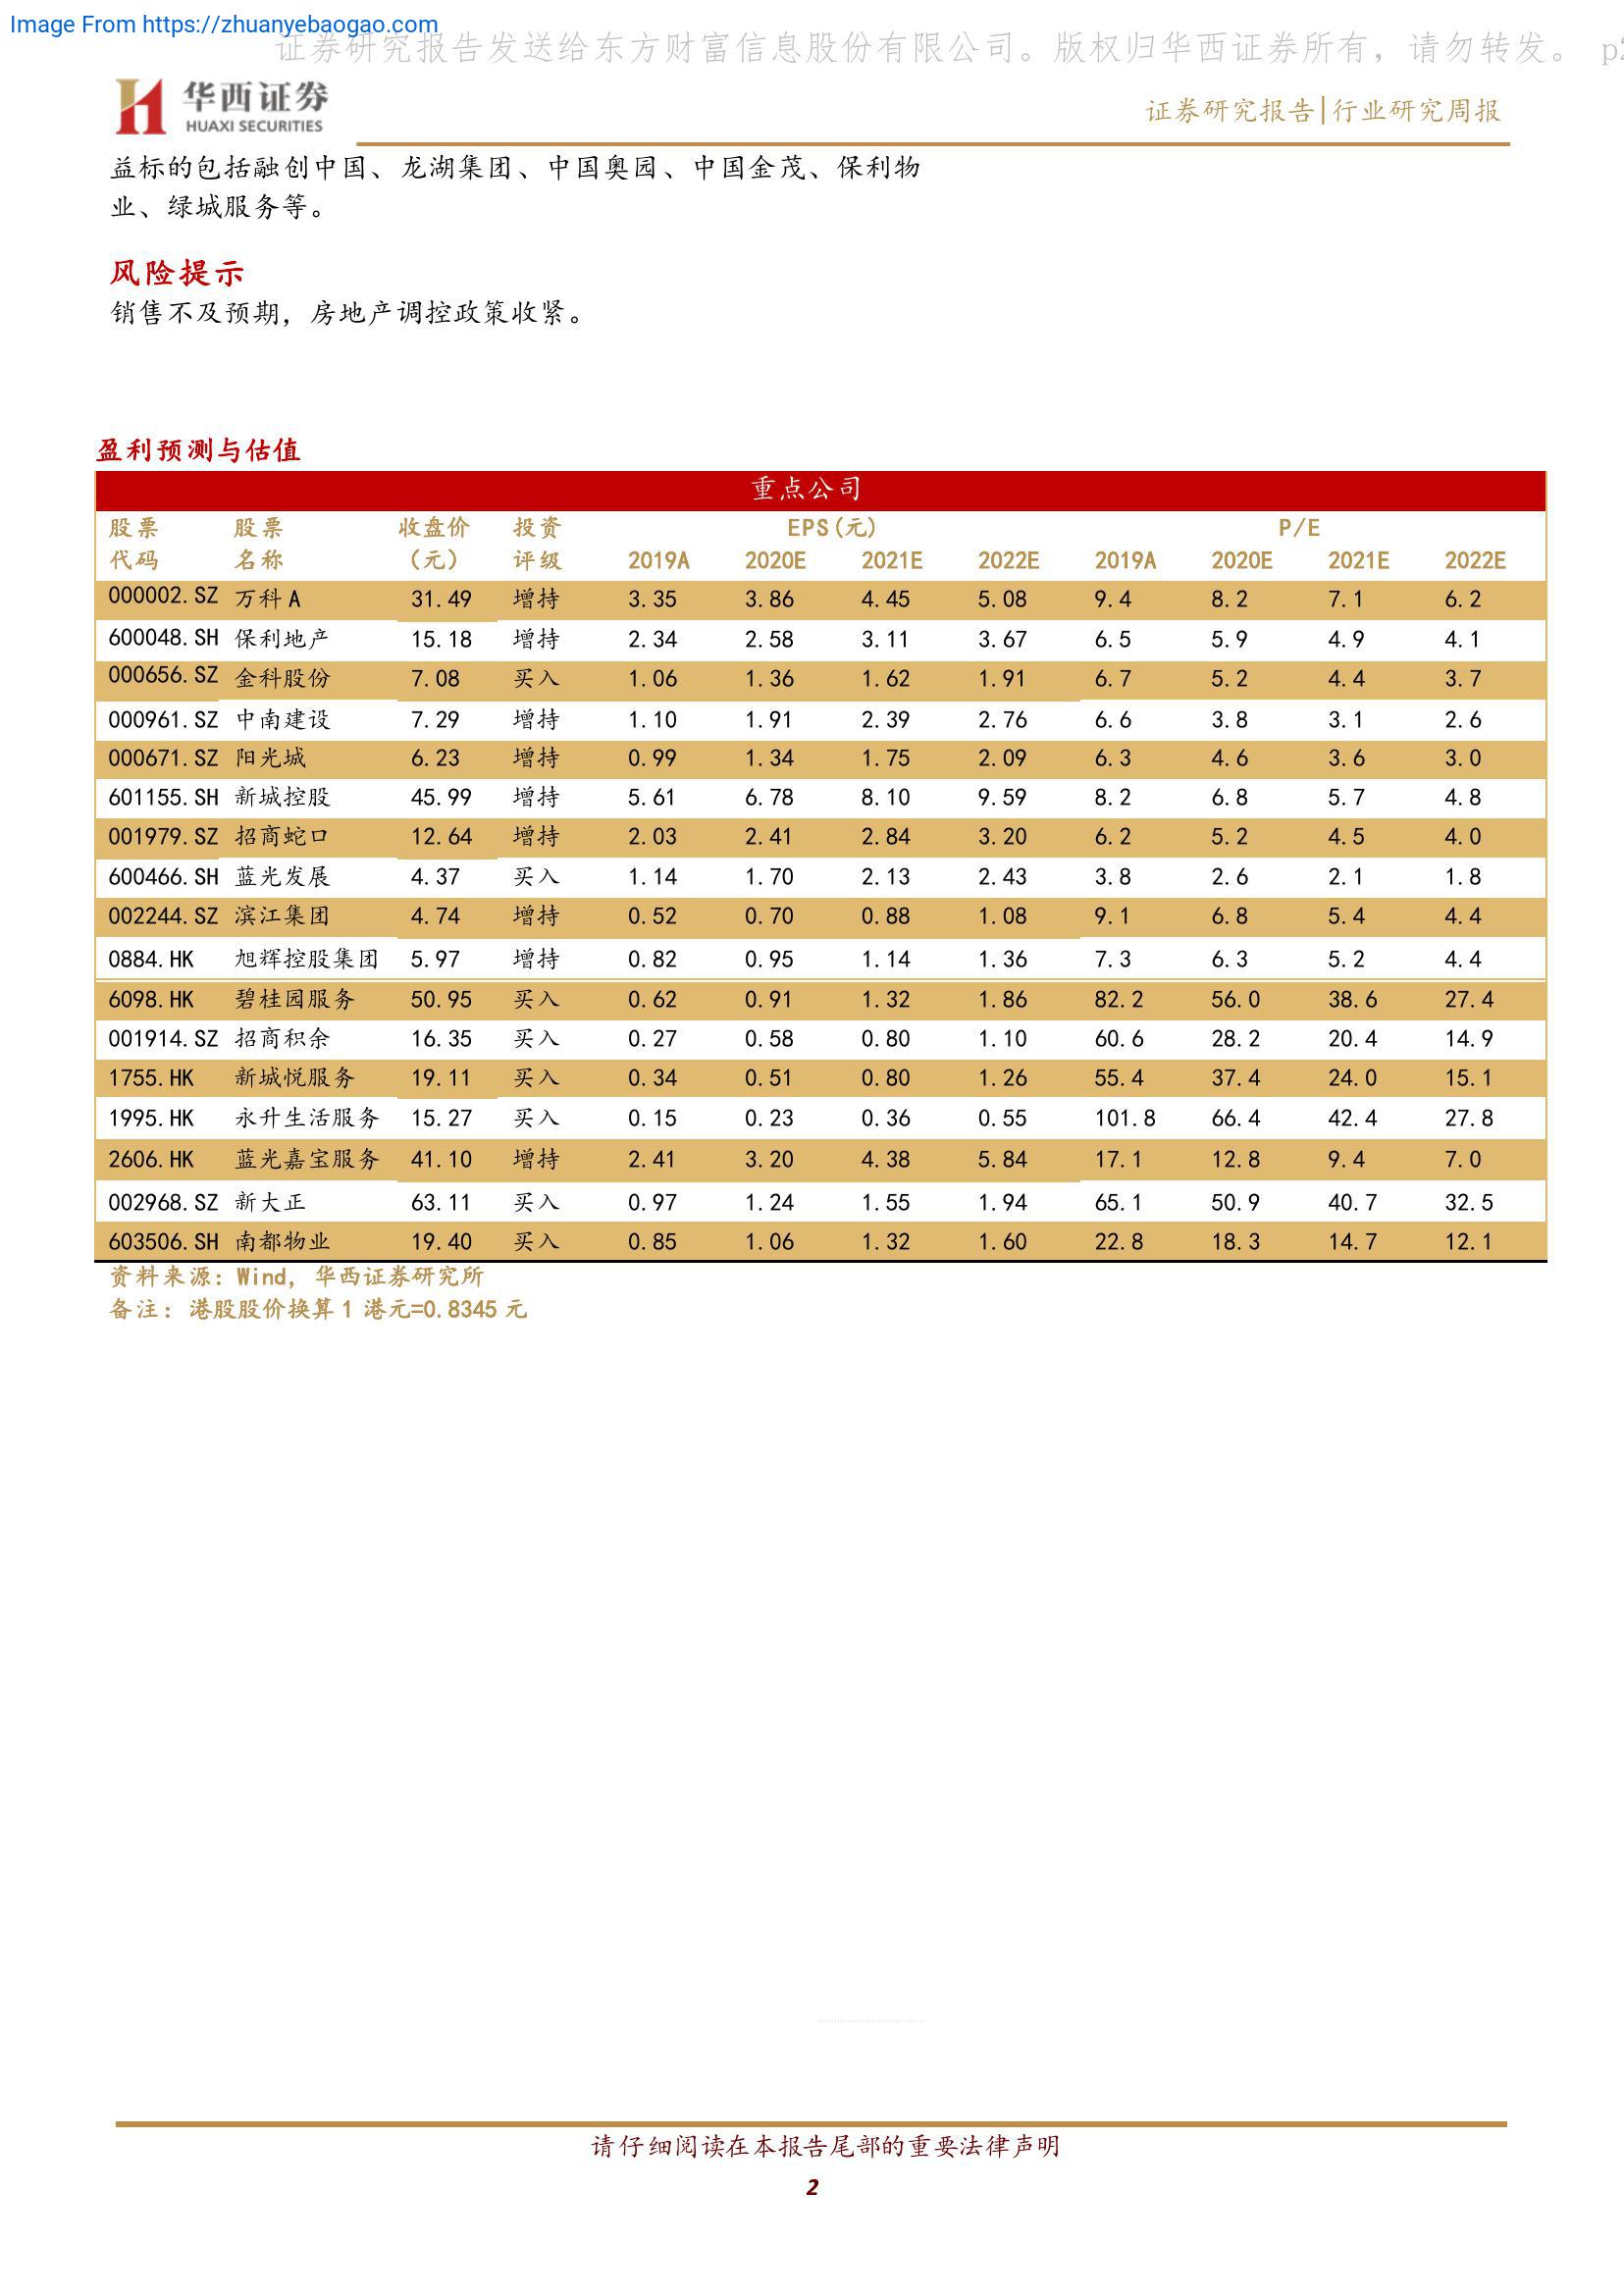 Image From https://zhuanyebaogao.com
证券研究报告发送给东方财富信息股份有限公司。版权归华西证券所有，请勿转发。 p2
华西证券
HUAXI SECURITIES
证券研究报告|行业研究周报
益标的包括融创中国、龙湖集团、中国奥园、中国金茂、保利物
业、绿城服务等。
风险提示
销售不及预期，房地产调控政策收紧。
盈利预测与估值
重点公司
股票 股票 收盘价 投资 EPS(元) P/E
代码 名称 （元） 评级 2019A 2020E 2021E 2022E 2019A 2020E 2021E 2022E
000002.SZ 万科A 31.49 增持 3.35 3.86 4.45 5.08 9.4 8.2 7.1 6.2
600048.SH 保利地产 15.18 增持 2.34 2.58 3.11 3.67 6.5 5.9 4.9 4.1
000656.SZ 金科股份 7.08 买入 1.06 1.36 1.62 1.91 6.7 5.2 4.4 3.7
000961.SZ 中南建设 7.29 增持 1.10 1.91 2.39 2.76 6.6 3.8 3.1 2.6
000671.SZ 阳光城 6.23 增持 0.99 1.34 1.75 2.09 6.3 4.6 3.6 3.0
601155.SH 新城控股 45.99 增持 5.61 6.78 8.10 9.59 8.2 6.8 5.7 4.8
001979.SZ 招商蛇口 12.64 增持 2.03 2.41 2.84 3.20 6.2 5.2 4.5 4.0
600466.SH 蓝光发展 4.37 买入 1.14 1.70 2.13 2.43 3.8 2.6 2.1 1.8
002244.SZ 滨江集团 4.74 增持 0.52 0.70 0.88 1.08 9.1 6.8 5.4 4.4
0884.HK 旭辉控股集团 5.97 增持 0.82 0.95 1.14 1.36 7.3 6.3 5.2 4.4
6098.HK 碧桂园服务 50.95 买入 0.62 0.91 1.32 1.86 82.2 56.0 38.6 27.4
001914.SZ 招商积余 16.35 买入 0.27 0.58 0.80 1.10 60.6 28.2 20.4 14.9
1755.HK 新城悦服务 19.11 买入 0.34 0.51 0.80 1.26 55.4 37.4 24.0 15.1
1995.HK 永升生活服务 15.27 买入 0.15 0.23 0.36 0.55 101.8 66.4 42.4 27.8
2606.HK 蓝光嘉宝服务 41.10 增持 2.41 3.20 4.38 5.84 17.1 12.8 9.4 7.0
002968.SZ 新大正 63.11 买入 0.97 1.24 1.55 1.94 65.1 50.9 40.7 32.5
603506.SH 南都物业 19.40 买入 0.85 1.06 1.32 1.60 22.8 18.3 14.7 12.1
资料来源：Wind，华西证券研究所
备注：港股股价换算1 港元=0.8345 元
请仔细阅读在本报告尾部的重要法律声明
2